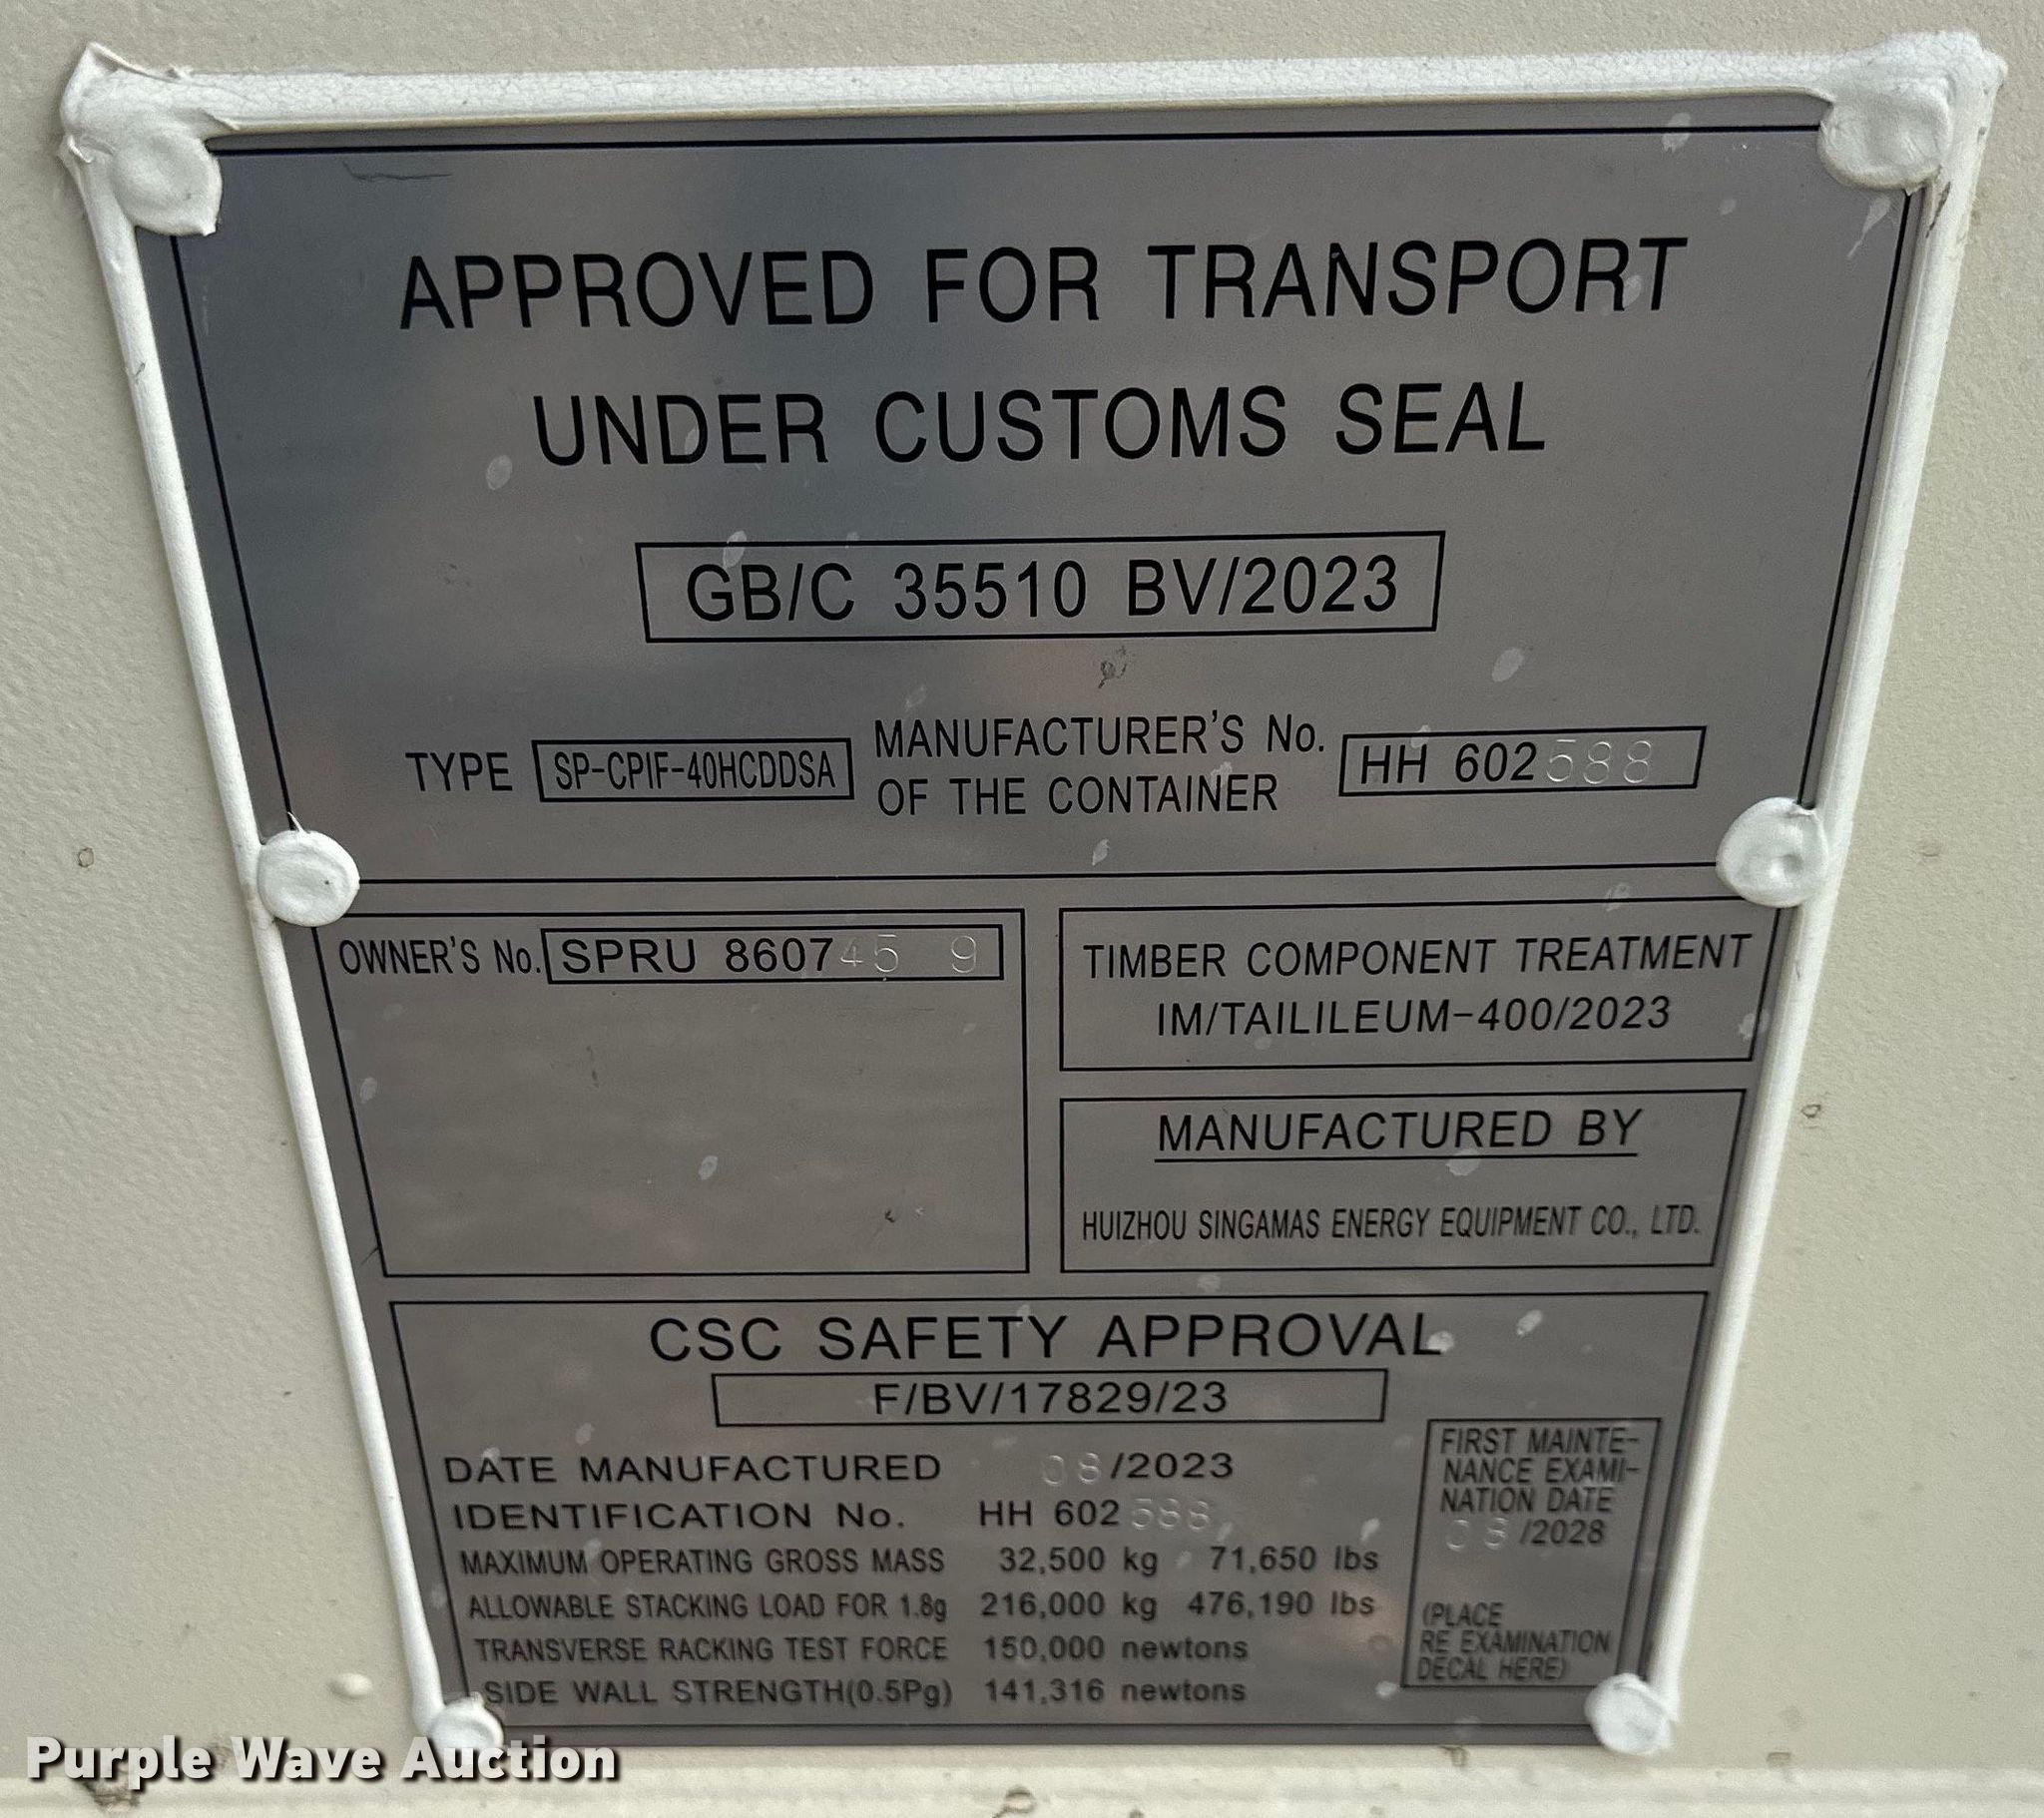 APPROVED FOR TRANSPORT
UNDER CUSTOMS SEAL
GB/C 35510 BV/2023
TYPE SP-CPIF-40HCDDSA
MANUFACTURER'S No.
OF THE CONTAINER
HH 602588
OWNER'S No. SPRU 860745 9
TIMBER COMPONENT TREATMENT
IM/TAILILEUM-400/2023
MANUFACTURED BY
HUIZHOU SINGAMAS ENERGY EQUIPMENT CO., LTD.
CSC SAFETY APPROVAL
F/BV/17829/23
DATE MANUFACTURED 08/2023
IDENTIFICATION No. HH 602588
MAXIMUM OPERATING GROSS MASS 32,500 kg 71,650 lbs
ALLOWABLE STACKING LOAD FOR 1.8g 216,000 kg 476,190 lbs
TRANSVERSE RACKING TEST FORCE 150,000 newtons
SIDE WALL STRENGTH(0.5Pg) 141,316 newtons
FIRST MAINTE-
NANCE EXAMI-
NATION DATE
08/2028
(PLACE
RE EXAMINATION
DECAL HERE)
Purple Wave Auction